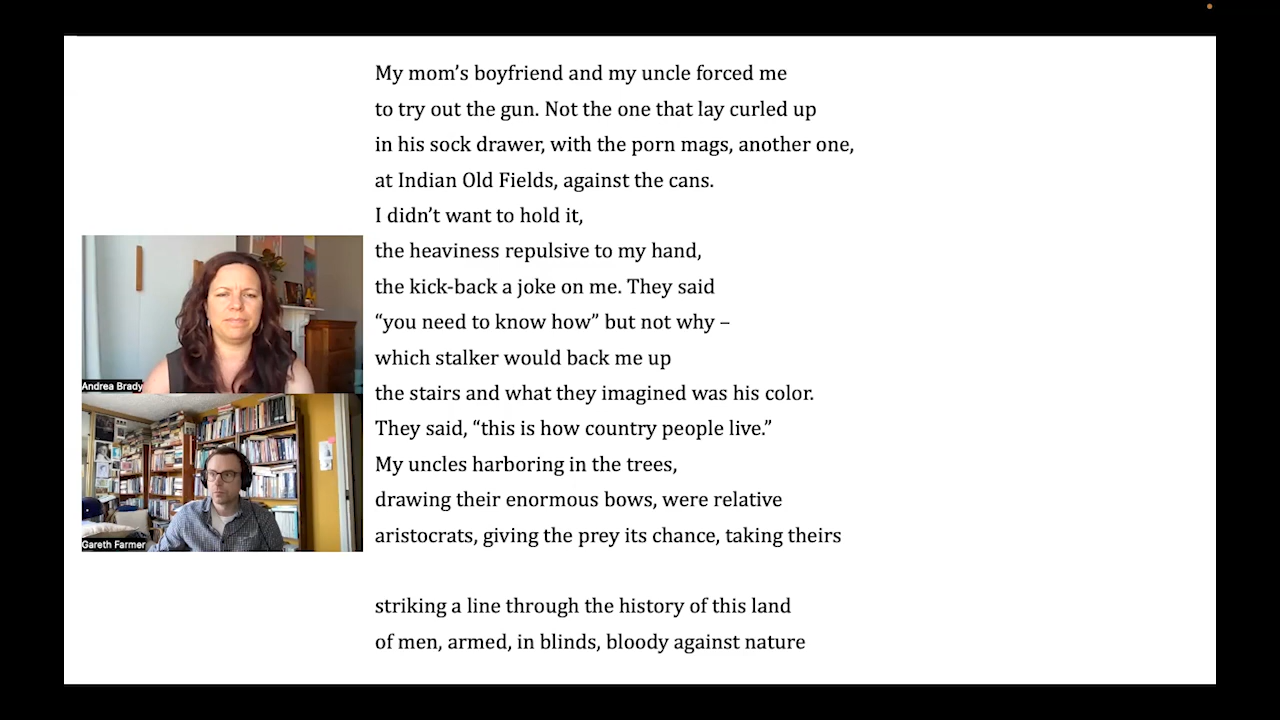 My mom’s boyfriend and my uncle forced me
to try out the gun. Not the one that lay curled up
in his sock drawer, with the porn mags, another one,
at Indian Old Fields, against the cans.
I didn’t want to hold it,
the heaviness repulsive to my hand,
the kick-back a joke on me. They said
“you need to know how” but not why –
which stalker would back me up
the stairs and what they imagined was his color.
They said, “this is how country people live.”
My uncles harboring in the trees,
drawing their enormous bows, were relative
aristocrats, giving the prey its chance, taking theirs
striking a line through the history of this land
of men, armed, in blinds, bloody against nature
Andrea Brady
Gareth Farmer